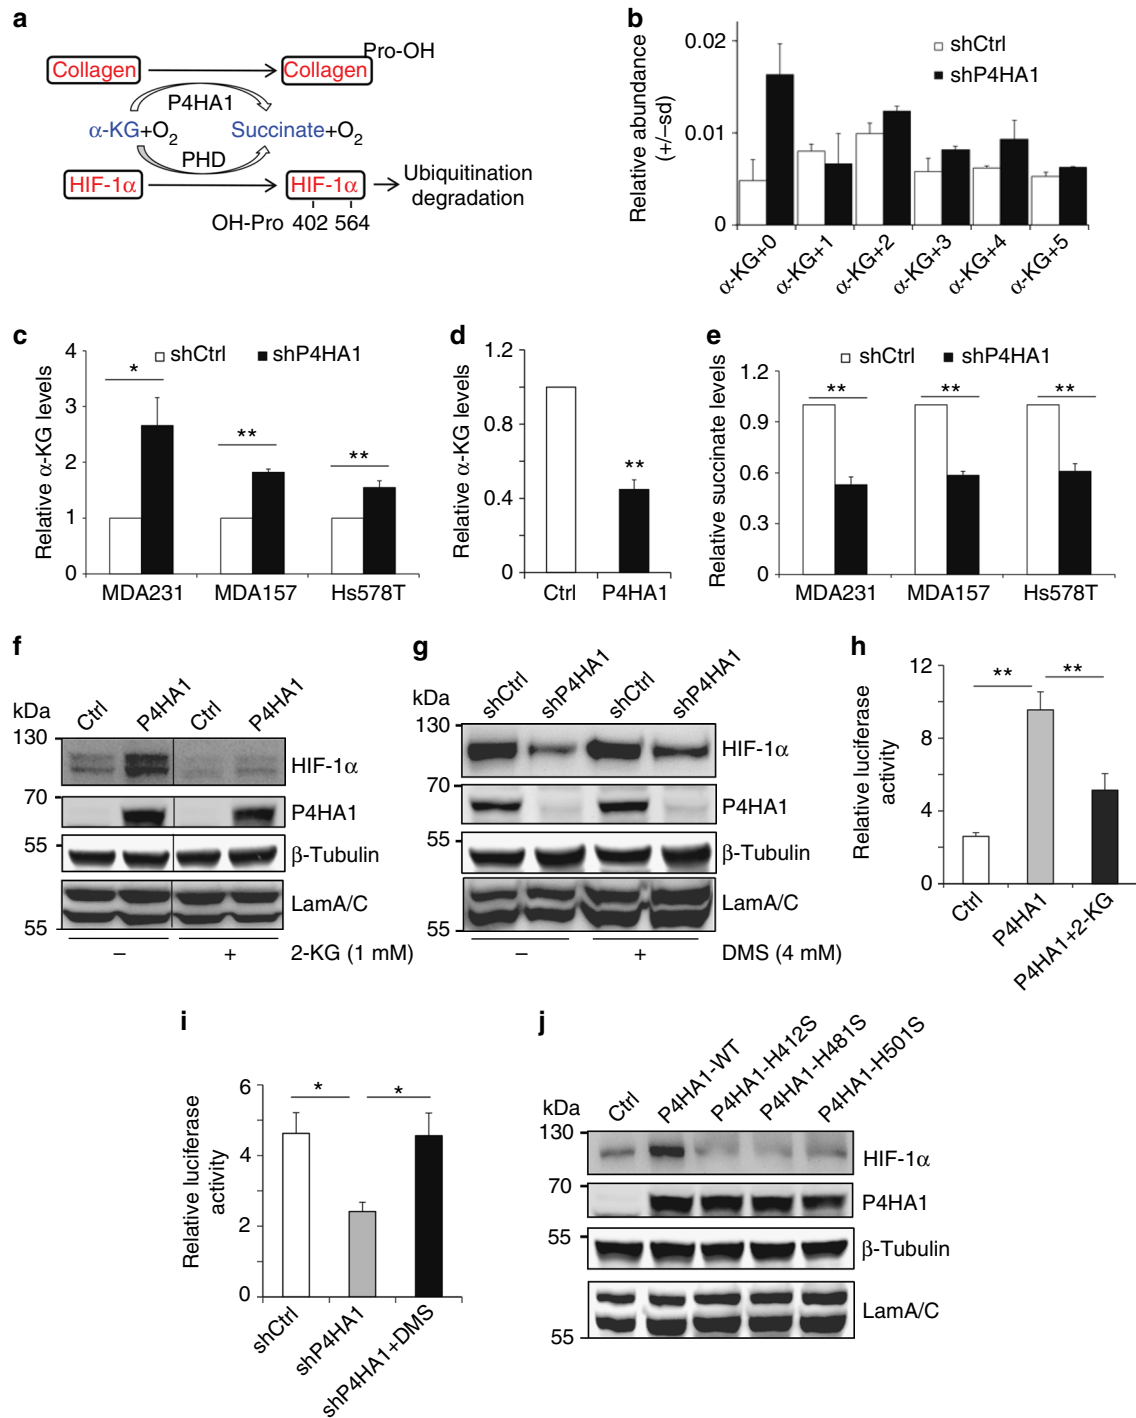 a
Collagen
Collagen
Pro-OH
P4HA1
α-KG+O2
Succinate+O2
PHD
HIF-1α
HIF-1α
Ubiquitination
degradation
OH-Pro 402 564
b
Relative abundance
(+/−sd)
0.02
0.01
0
shCtrl
shP4HA1
α-KG+0
α-KG+1
α-KG+2
α-KG+3
α-KG+4
α-KG+5
c
Relative α-KG levels
4
3
2
1
0
shCtrl
shP4HA1
*
**
**
MDA231
MDA157
Hs578T
d
Relative α-KG levels
1.2
0.8
0.4
0
**
Ctrl
P4HA1
e
Relative succinate levels
shCtrl
shP4HA1
1.2
0.9
0.6
0.3
0
**
**
**
MDA231
MDA157
Hs578T
f
kDa
Ctrl
P4HA1
Ctrl
P4HA1
130
70
55
55
HIF-1α
P4HA1
β-Tubulin
LamA/C
−
+
2-KG (1 mM)
g
kDa
shCtrl
shP4HA1
shCtrl
shP4HA1
130
70
55
55
HIF-1α
P4HA1
β-Tubulin
LamA/C
−
+
DMS (4 mM)
h
Relative luciferase
activity
12
8
4
0
**
**
Ctrl
P4HA1
P4HA1+2-KG
i
Relative luciferase
activity
6
4
2
0
*
*
shCtrl
shP4HA1
shP4HA1+DMS
j
kDa
Ctrl
P4HA1-WT
P4HA1-H412S
P4HA1-H481S
P4HA1-H501S
130
70
55
55
HIF-1α
P4HA1
β-Tubulin
LamA/C